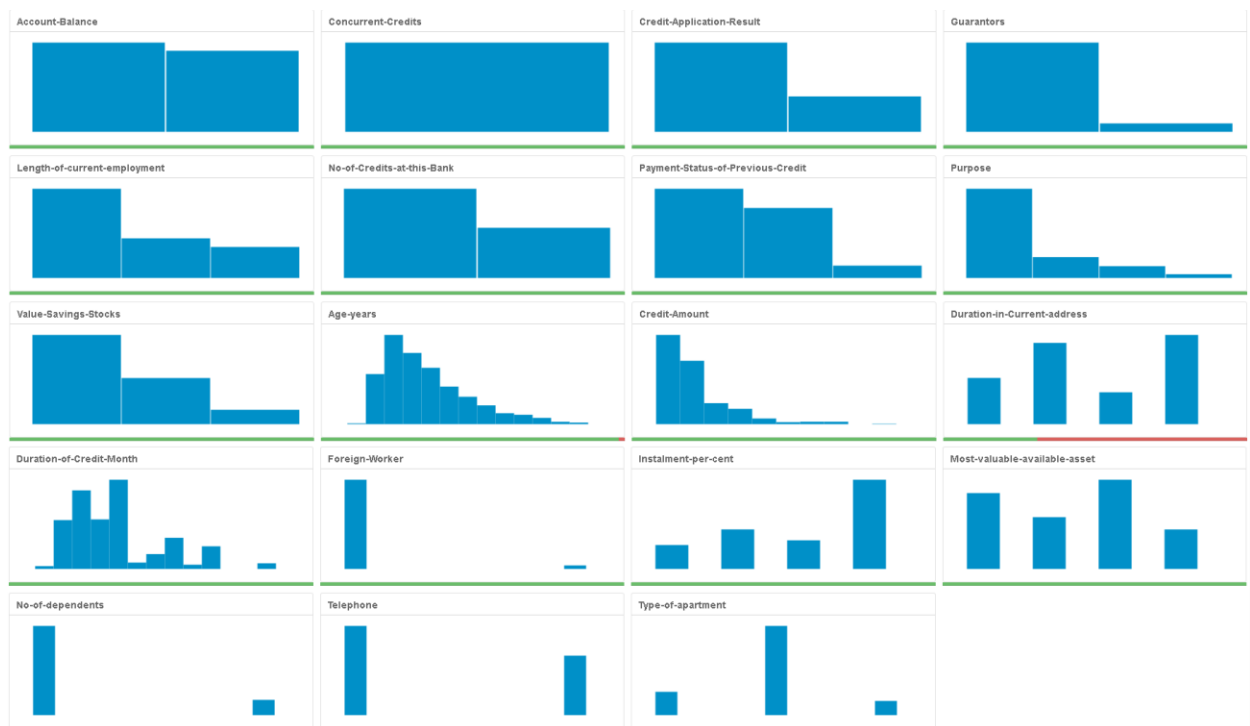 Account-Balance
Concurrent-Credits
Credit-Application-Result
Guarantors
Length-of-current-employment
No-of-Credits-at-this-Bank
Payment-Status-of-Previous-Credit
Purpose
Value-Savings-Stocks
Age-years
Credit-Amount
Duration-in-Current-address
Duration-of-Credit-Month
Foreign-Worker
Instalment-per-cent
Most-valuable-available-asset
No-of-dependents
Telephone
Type-of-apartment